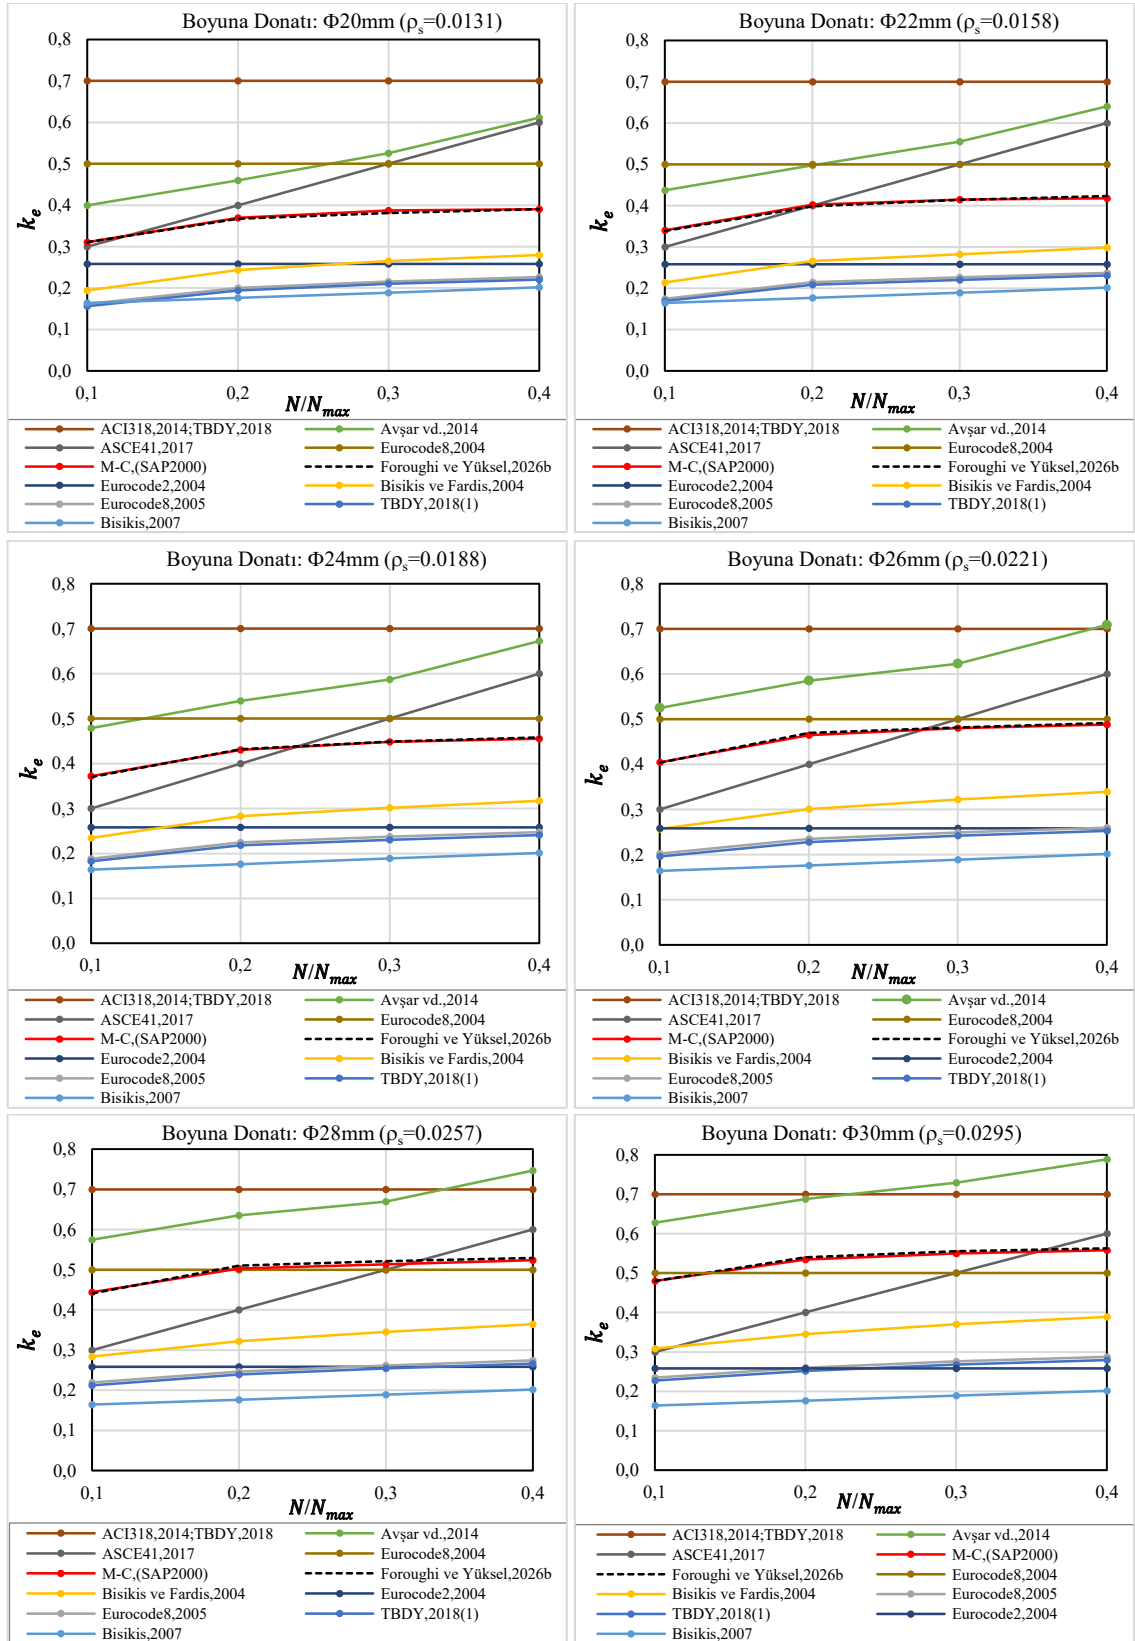 Boyuna Donatı: Φ20mm (ρs=0.0131)
0,8
0,7
0,6
0,5
0,4
0,3
0,2
0,1
0,0
ke
0,1 0,2 0,3 0,4
N/Nmax
ACI318,2014;TBDY,2018 Avşar vd.,2014
ASCE41,2017 Eurocode8,2004
M-C,(SAP2000) Foroughi ve Yüksel,2026b
Eurocode2,2004 Bisikis ve Fardis,2004
Eurocode8,2005 TBDY,2018(1)
Bisikis,2007
Boyuna Donatı: Φ22mm (ρs=0.0158)
0,8
0,7
0,6
0,5
0,4
0,3
0,2
0,1
0,0
ke
0,1 0,2 0,3 0,4
N/Nmax
ACI318,2014;TBDY,2018 Avşar vd.,2014
ASCE41,2017 Eurocode8,2004
M-C,(SAP2000) Foroughi ve Yüksel,2026b
Eurocode2,2004 Bisikis ve Fardis,2004
Eurocode8,2005 TBDY,2018(1)
Bisikis,2007
Boyuna Donatı: Φ24mm (ρs=0.0188)
0,8
0,7
0,6
0,5
0,4
0,3
0,2
0,1
0,0
ke
0,1 0,2 0,3 0,4
N/Nmax
ACI318,2014;TBDY,2018 Avşar vd.,2014
ASCE41,2017 Eurocode8,2004
M-C,(SAP2000) Foroughi ve Yüksel,2026b
Eurocode2,2004 Bisikis ve Fardis,2004
Eurocode8,2005 TBDY,2018(1)
Bisikis,2007
Boyuna Donatı: Φ26mm (ρs=0.0221)
0,8
0,7
0,6
0,5
0,4
0,3
0,2
0,1
0,0
ke
0,1 0,2 0,3 0,4
N/Nmax
ACI318,2014;TBDY,2018 Avşar vd.,2014
ASCE41,2017 Eurocode8,2004
M-C,(SAP2000) Foroughi ve Yüksel,2026b
Bisikis ve Fardis,2004 Eurocode2,2004
Eurocode8,2005 TBDY,2018(1)
Bisikis,2007
Boyuna Donatı: Φ28mm (ρs=0.0257)
0,8
0,7
0,6
0,5
0,4
0,3
0,2
0,1
0,0
ke
0,1 0,2 0,3 0,4
N/Nmax
ACI318,2014;TBDY,2018 Avşar vd.,2014
ASCE41,2017 Eurocode8,2004
M-C,(SAP2000) Foroughi ve Yüksel,2026b
Bisikis ve Fardis,2004 Eurocode2,2004
Eurocode8,2005 TBDY,2018(1)
Bisikis,2007
Boyuna Donatı: Φ30mm (ρs=0.0295)
0,8
0,7
0,6
0,5
0,4
0,3
0,2
0,1
0,0
ke
0,1 0,2 0,3 0,4
N/Nmax
ACI318,2014;TBDY,2018 Avşar vd.,2014
ASCE41,2017 M-C,(SAP2000)
Foroughi ve Yüksel,2026b Eurocode8,2004
Bisikis ve Fardis,2004 Eurocode8,2005
TBDY,2018(1) Eurocode2,2004
Bisikis,2007